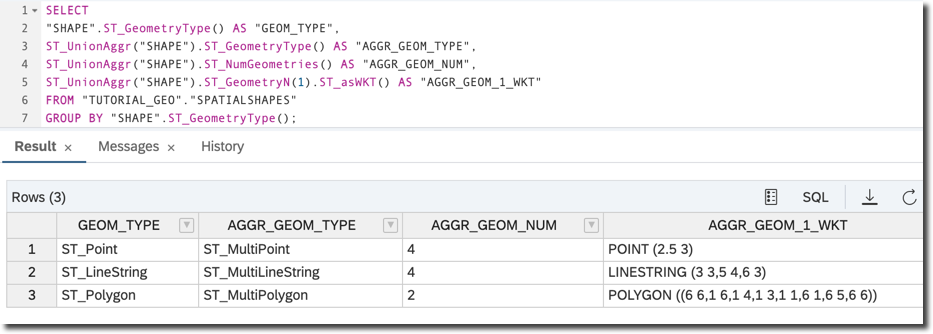 1 SELECT
2 "SHAPE".ST_GeometryType() AS "GEOM_TYPE",
3 ST_UnionAggr("SHAPE").ST_GeometryType() AS "AGGR_GEOM_TYPE",
4 ST_UnionAggr("SHAPE").ST_NumGeometries() AS "AGGR_GEOM_NUM",
5 ST_UnionAggr("SHAPE").ST_GeometryN(1).ST_asWKT() AS "AGGR_GEOM_1_WKT"
6 FROM "TUTORIAL_GEO"."SPATIALSHAPES"
7 GROUP BY "SHAPE".ST_GeometryType();
Result × Messages × History
Rows (3) SQL
GEOM_TYPE AGGR_GEOM_TYPE AGGR_GEOM_NUM AGGR_GEOM_1_WKT
1 ST_Point ST_MultiPoint 4 POINT (2.5 3)
2 ST_LineString ST_MultiLineString 4 LINESTRING (3 3,5 4,6 3)
3 ST_Polygon ST_MultiPolygon 2 POLYGON ((6 6,1 6,1 4,1 3,1 1,6 1,6 5,6 6))